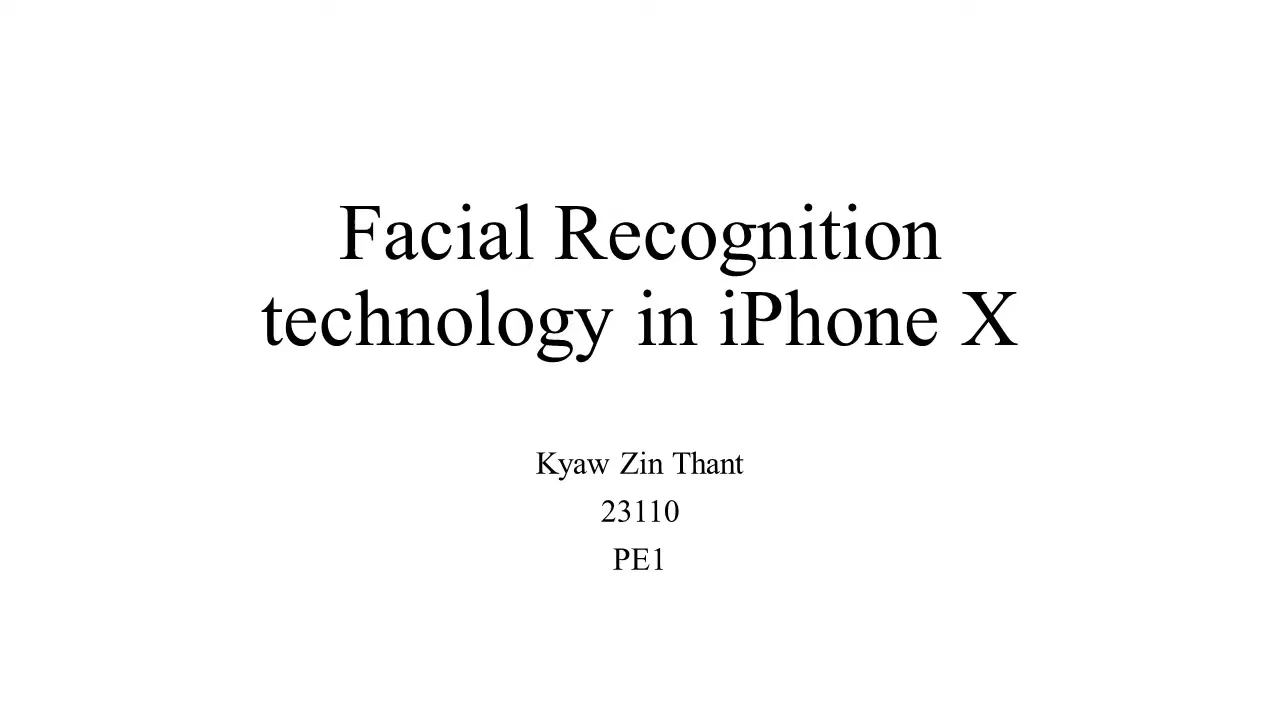 Facial Recognition
technology in iPhone X
Kyaw Zin Thant
23110
PE1